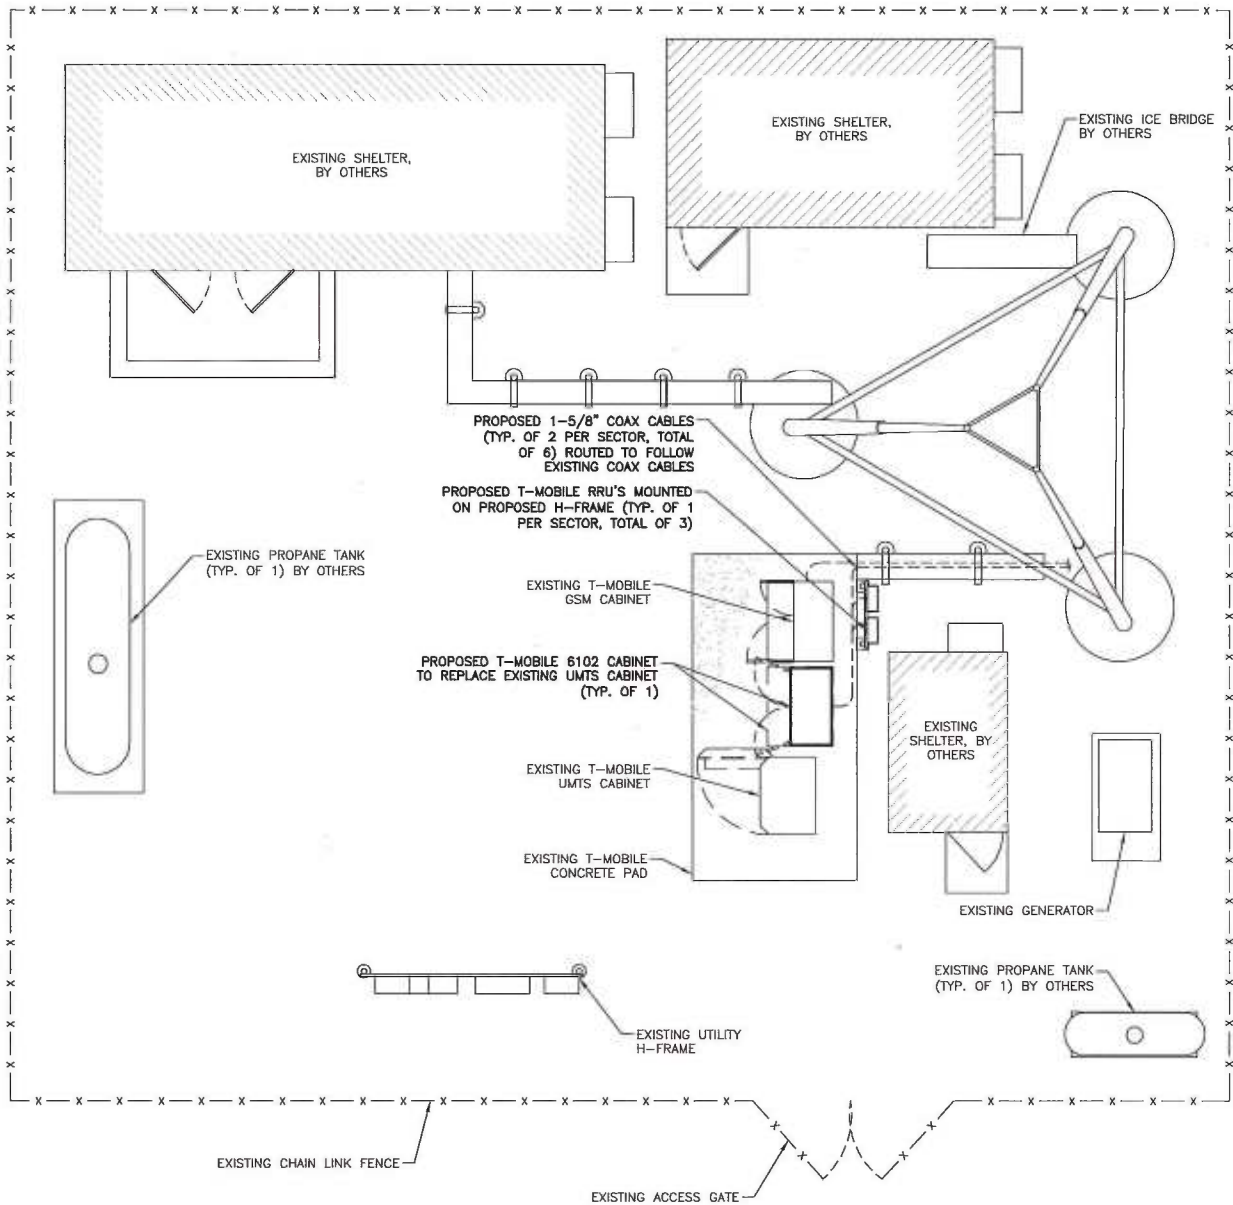 EXISTING SHELTER,
BY OTHERS
EXISTING SHELTER,
BY OTHERS
EXISTING ICE BRIDGE
BY OTHERS
PROPOSED 1-5/8" COAX CABLES
(TYP. OF 2 PER SECTOR, TOTAL
OF 6) ROUTED TO FOLLOW
EXISTING COAX CABLES
PROPOSED T-MOBILE RRU'S MOUNTED
ON PROPOSED H-FRAME (TYP. OF 1
PER SECTOR, TOTAL OF 3)
EXISTING PROPANE TANK
(TYP. OF 1) BY OTHERS
EXISTING T-MOBILE
GSM CABINET
PROPOSED T-MOBILE 6102 CABINET
TO REPLACE EXISTING UMTS CABINET
(TYP. OF 1)
EXISTING
SHELTER, BY
OTHERS
EXISTING T-MOBILE
UMTS CABINET
EXISTING T-MOBILE
CONCRETE PAD
EXISTING GENERATOR
EXISTING PROPANE TANK
(TYP. OF 1) BY OTHERS
EXISTING UTILITY
H-FRAME
EXISTING CHAIN LINK FENCE
EXISTING ACCESS GATE